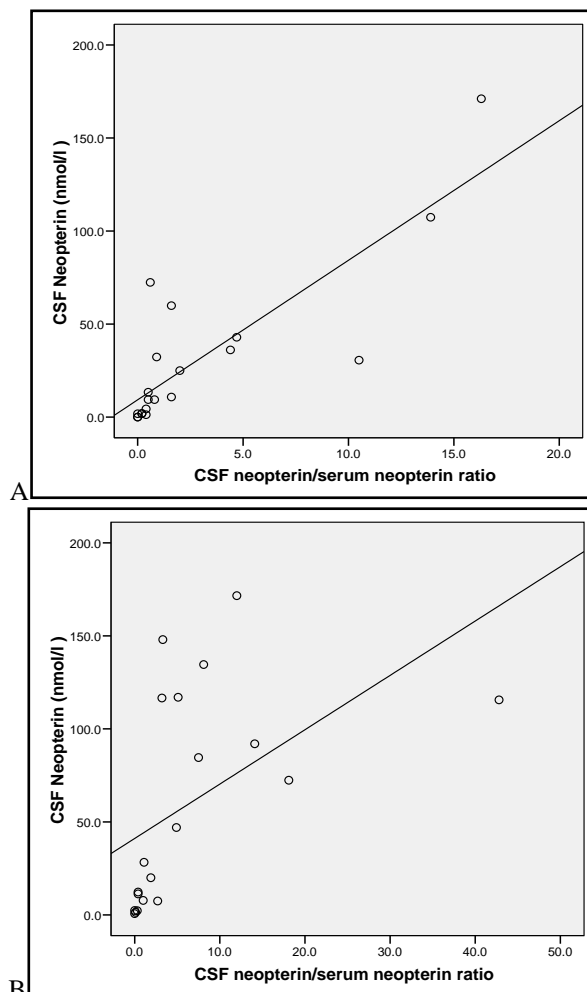 200.0
150.0
100.0
50.0
0.0
CSF Neopterin (nmol/l )
0.0 5.0 10.0 15.0 20.0
CSF neopterin/serum neopterin ratio
A
200.0
150.0
100.0
50.0
0.0
CSF Neopterin (nmol/l )
0.0 10.0 20.0 30.0 40.0 50.0
CSF neopterin/serum neopterin ratio
B